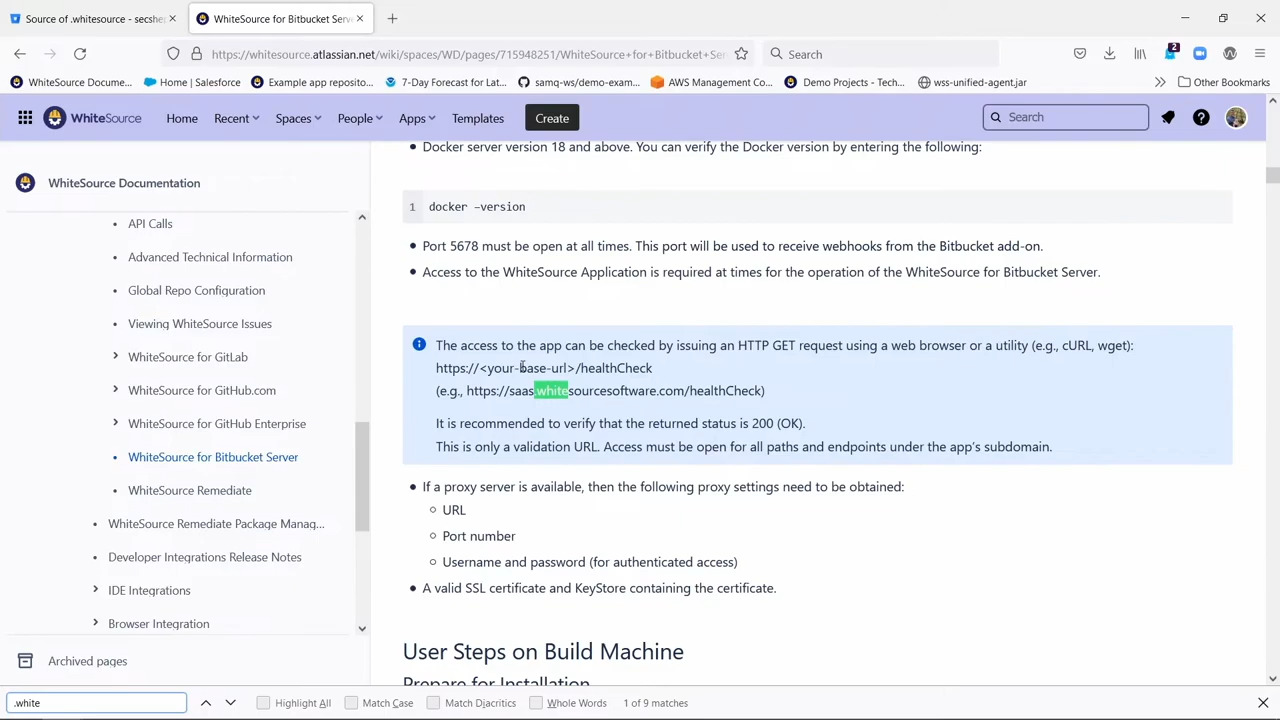 Source of .whitesource - secshe
WhiteSource for Bitbucket Serve
https://whitesource.atlassian.net/wiki/spaces/WD/pages/715948251/WhiteSource+for+Bitbucket+Ser
Search
2
WhiteSource Docume...
Home | Salesforce
Example app reposito...
7-Day Forecast for Lat...
samq-ws/demo-exam...
AWS Management Co...
Demo Projects - Tech...
wss-unified-agent.jar
Other Bookmarks
WhiteSource
Home
Recent
Spaces
People
Apps
Templates
Create
Search
WhiteSource Documentation
API Calls
Advanced Technical Information
Global Repo Configuration
Viewing WhiteSource Issues
WhiteSource for GitLab
WhiteSource for GitHub.com
WhiteSource for GitHub Enterprise
WhiteSource for Bitbucket Server
WhiteSource Remediate
WhiteSource Remediate Package Manag...
Developer Integrations Release Notes
IDE Integrations
Browser Integration
Archived pages
• Docker server version 18 and above. You can verify the Docker version by entering the following:
1 docker –version
• Port 5678 must be open at all times. This port will be used to receive webhooks from the Bitbucket add-on.
• Access to the WhiteSource Application is required at times for the operation of the WhiteSource for Bitbucket Server.
The access to the app can be checked by issuing an HTTP GET request using a web browser or a utility (e.g., cURL, wget):
https://<your-base-url>/healthCheck
(e.g., https://saas.whitesourcesoftware.com/healthCheck)
It is recommended to verify that the returned status is 200 (OK).
This is only a validation URL. Access must be open for all paths and endpoints under the app's subdomain.
• If a proxy server is available, then the following proxy settings need to be obtained:
URL
Port number
Username and password (for authenticated access)
• A valid SSL certificate and KeyStore containing the certificate.
User Steps on Build Machine
Prepare for Installation
.white
Highlight All
Match Case
Match Diacritics
Whole Words
1 of 9 matches